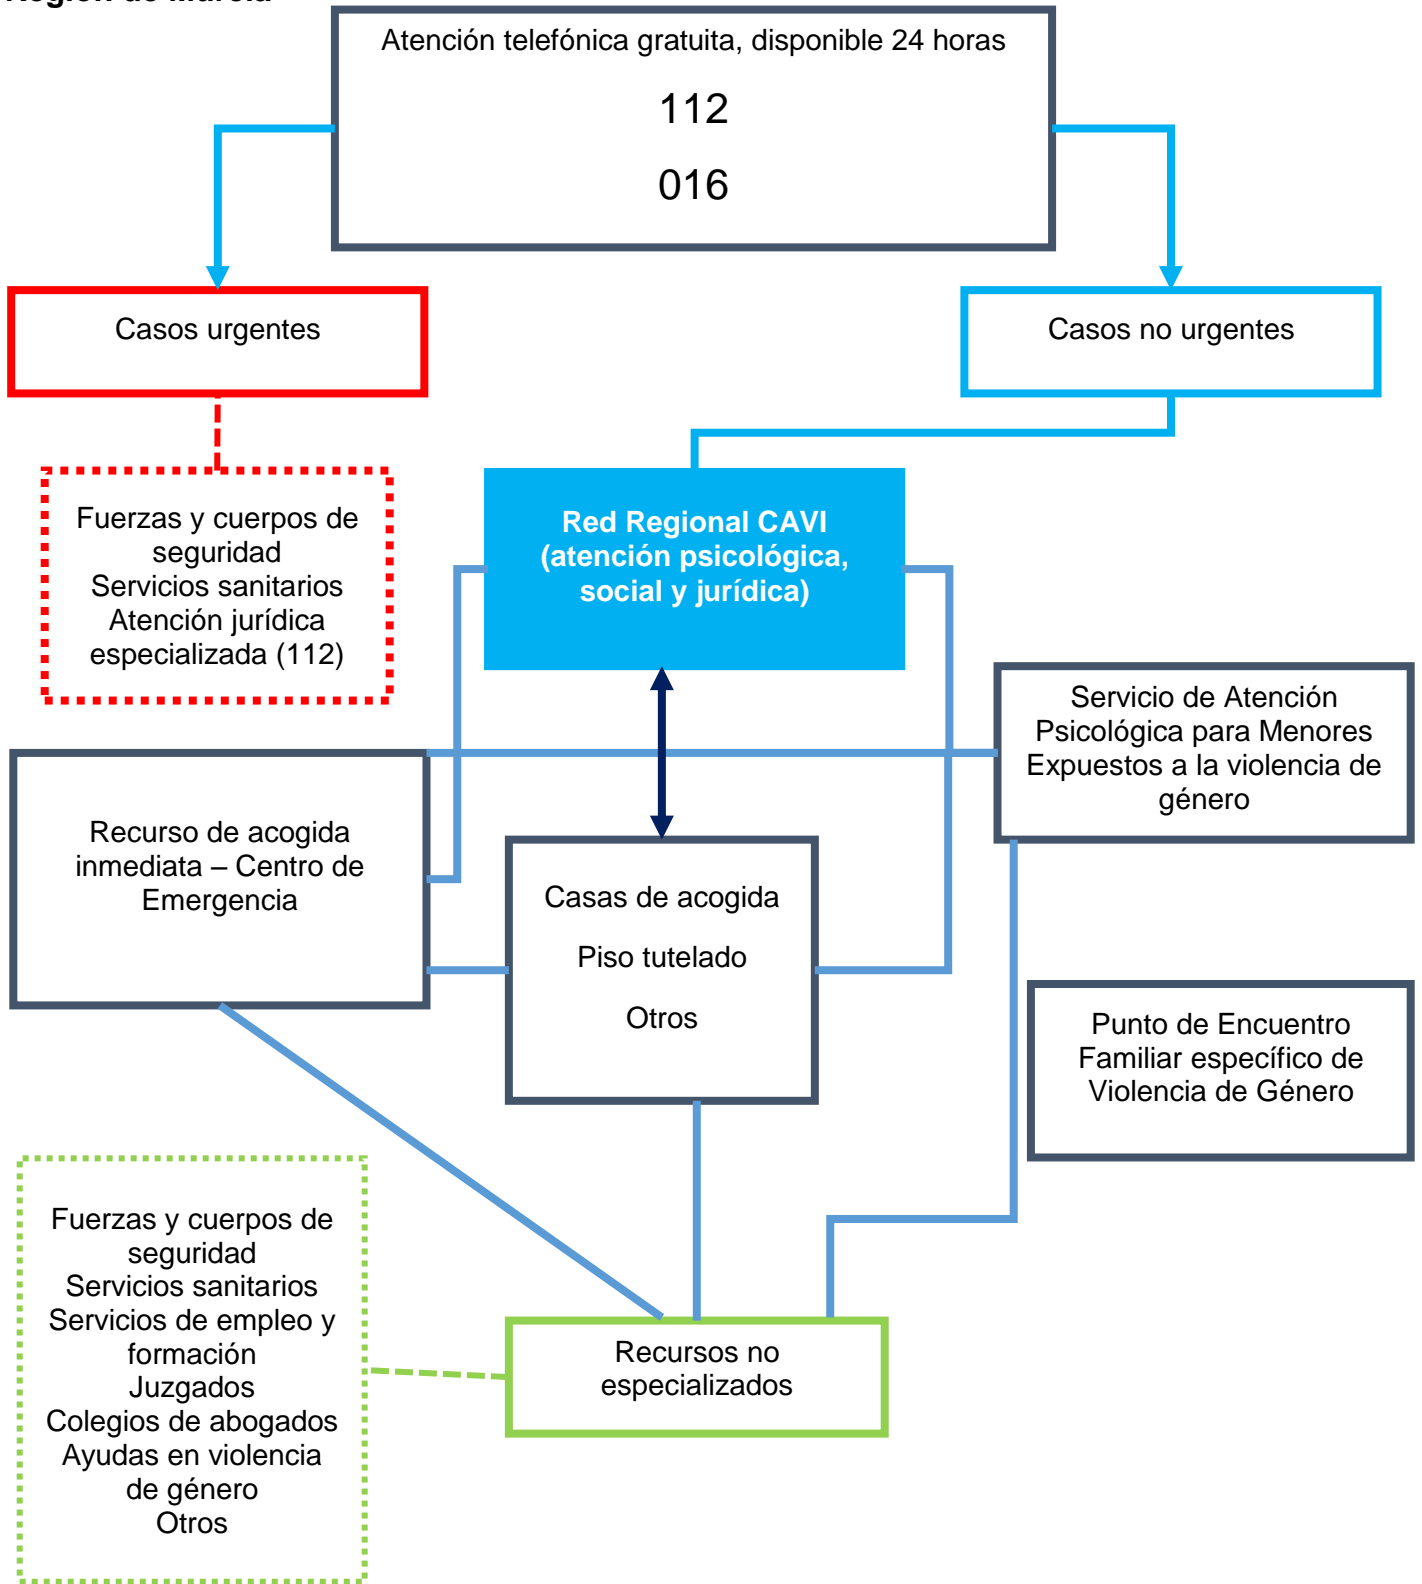 Región de Murcia
Atención telefónica gratuita, disponible 24 horas
112
016
Casos urgentes
Casos no urgentes
Fuerzas y cuerpos de
seguridad
Servicios sanitarios
Atención jurídica
especializada (112)
Red Regional CAVI
(atención psicológica,
social y jurídica)
Servicio de Atención
Psicológica para Menores
Expuestos a la violencia de
género
Recurso de acogida
inmediata – Centro de
Emergencia
Casas de acogida
Piso tutelado
Otros
Punto de Encuentro
Familiar específico de
Violencia de Género
Fuerzas y cuerpos de
seguridad
Servicios sanitarios
Servicios de empleo y
formación
Juzgados
Colegios de abogados
Ayudas en violencia
de género
Otros
Recursos no
especializados